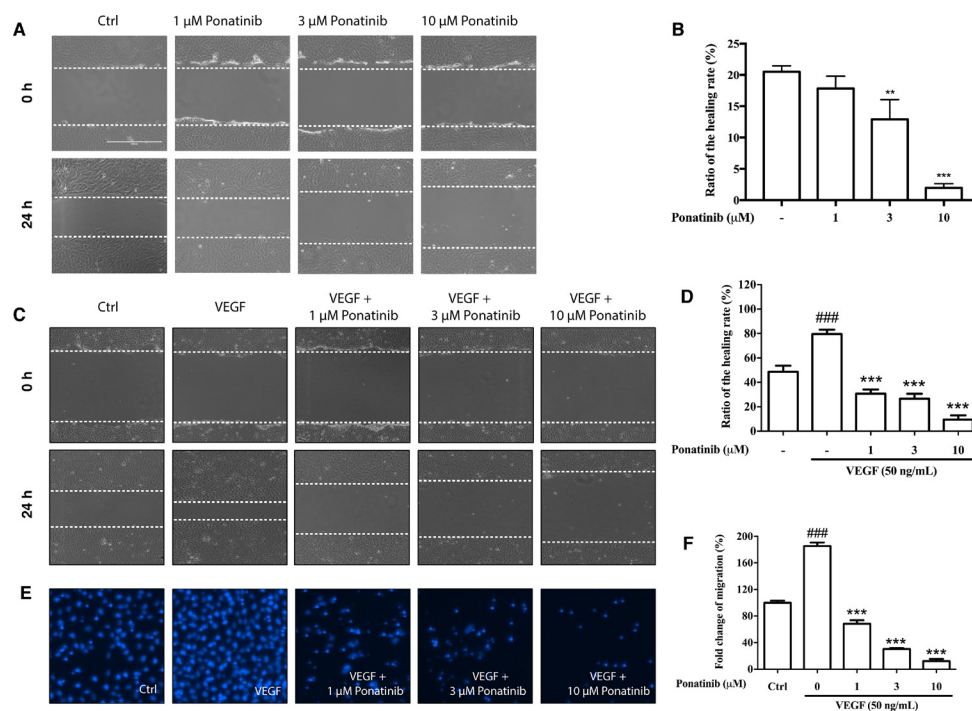 A
Ctrl
1 µM Ponatinib
3 µM Ponatinib
10 µM Ponatinib
0 h
24 h
B
Ratio of the healing rate (%)
25
20
15
10
5
0
**
***
Ponatinib (µM)
- 1 3 10
C
Ctrl
VEGF
VEGF +
1 µM Ponatinib
VEGF +
3 µM Ponatinib
VEGF +
10 µM Ponatinib
0 h
24 h
D
Ratio of the healing rate (%)
120
100
80
60
40
20
0
###
***
***
***
Ponatinib (µM)
- - 1 3 10
VEGF (50 ng/mL)
E
Ctrl
VEGF
VEGF +
1 µM Ponatinib
VEGF +
3 µM Ponatinib
VEGF +
10 µM Ponatinib
F
Fold change of migration (%)
200
160
120
80
40
0
###
***
***
***
Ponatinib (µM)
Ctrl 0 1 3 10
VEGF (50 ng/mL)